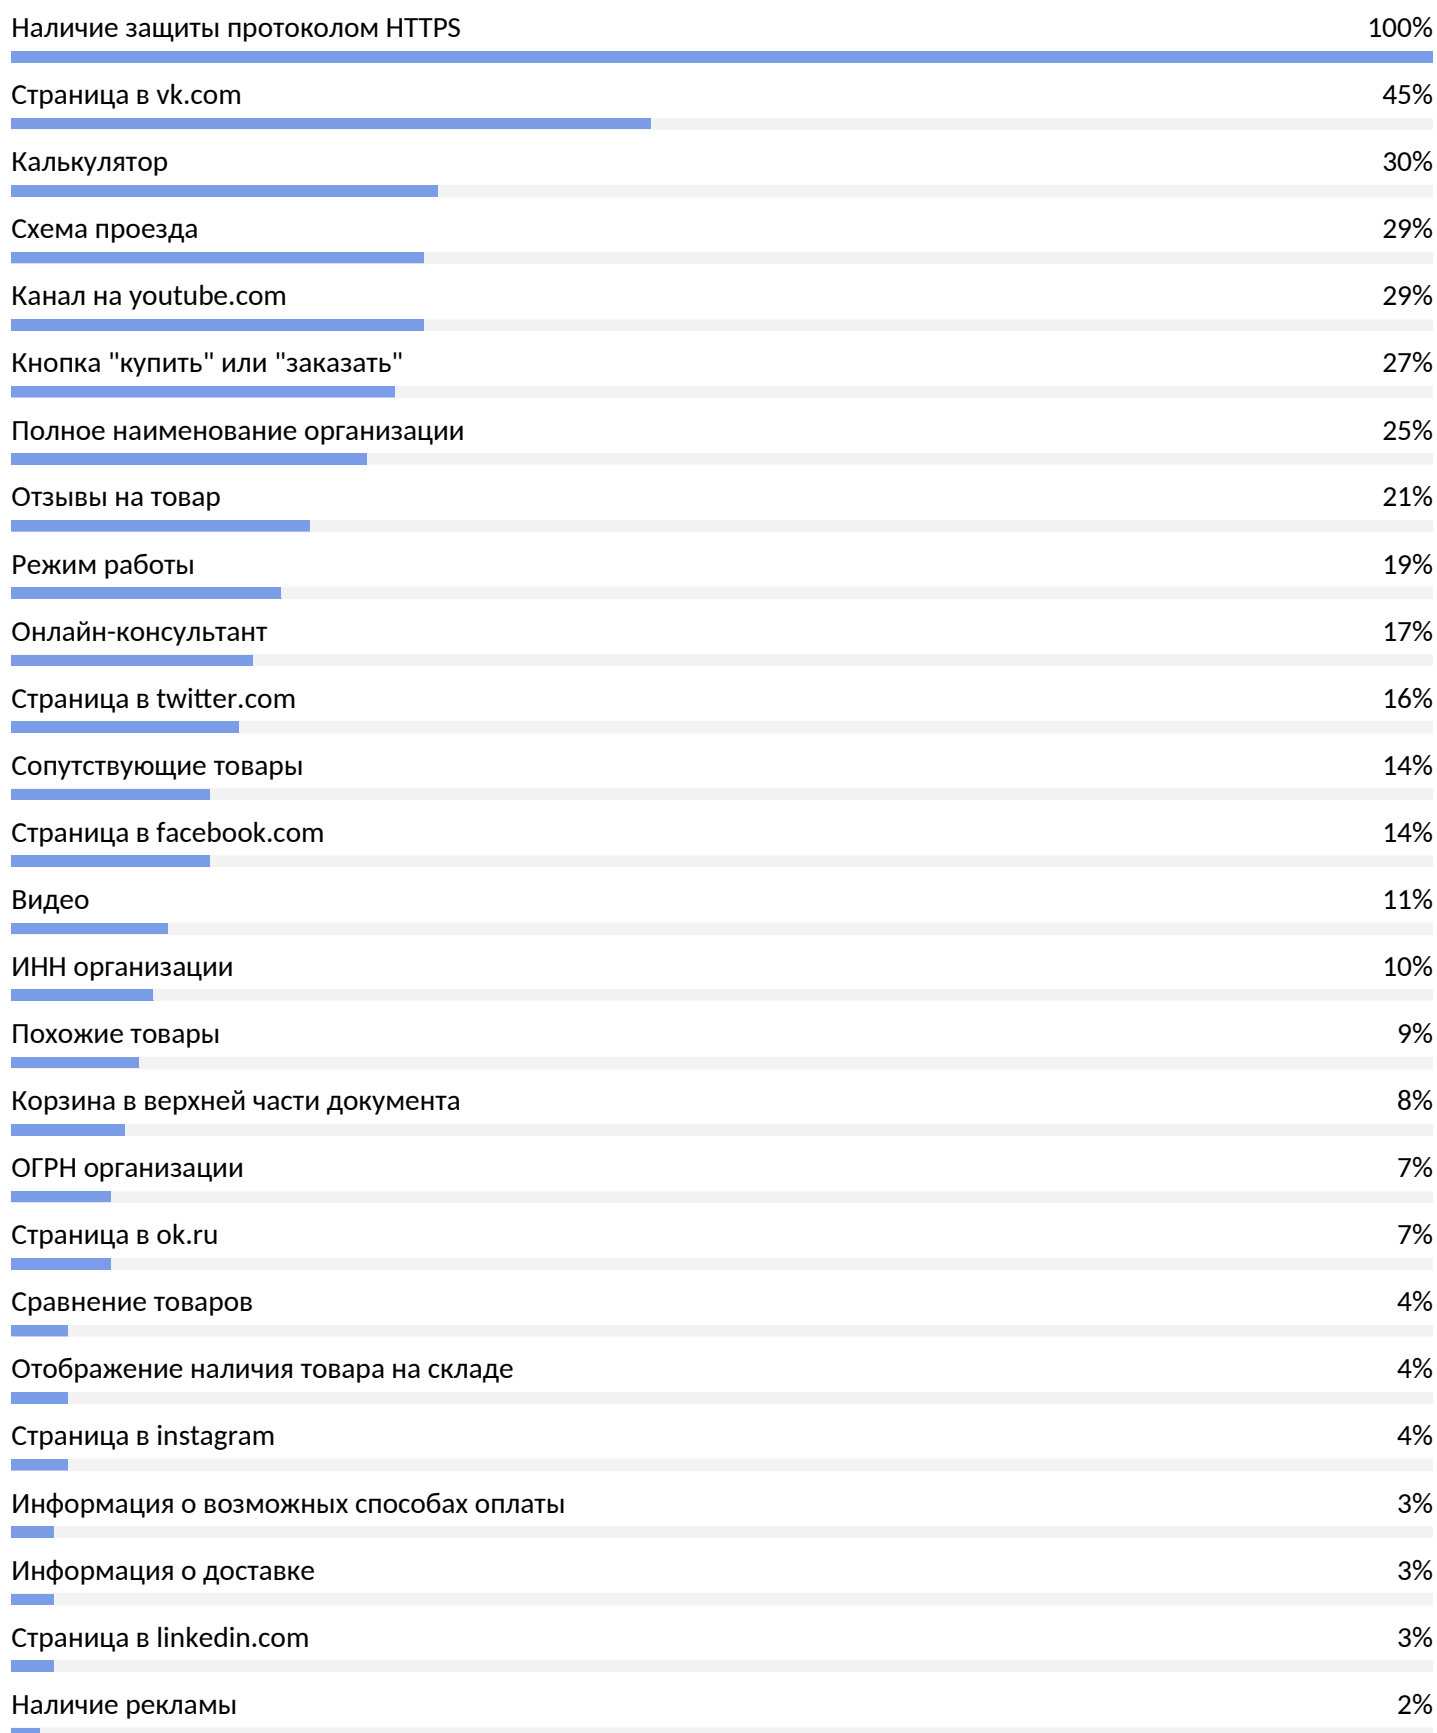 Наличие защиты протоколом HTTPS 100%
Страница в vk.com 45%
Калькулятор 30%
Схема проезда 29%
Канал на youtube.com 29%
Кнопка "купить" или "заказать" 27%
Полное наименование организации 25%
Отзывы на товар 21%
Режим работы 19%
Онлайн-консультант 17%
Страница в twitter.com 16%
Сопутствующие товары 14%
Страница в facebook.com 14%
Видео 11%
ИНН организации 10%
Похожие товары 9%
Корзина в верхней части документа 8%
ОГРН организации 7%
Страница в ok.ru 7%
Сравнение товаров 4%
Отображение наличия товара на складе 4%
Страница в instagram 4%
Информация о возможных способах оплаты 3%
Информация о доставке 3%
Страница в linkedin.com 3%
Наличие рекламы 2%